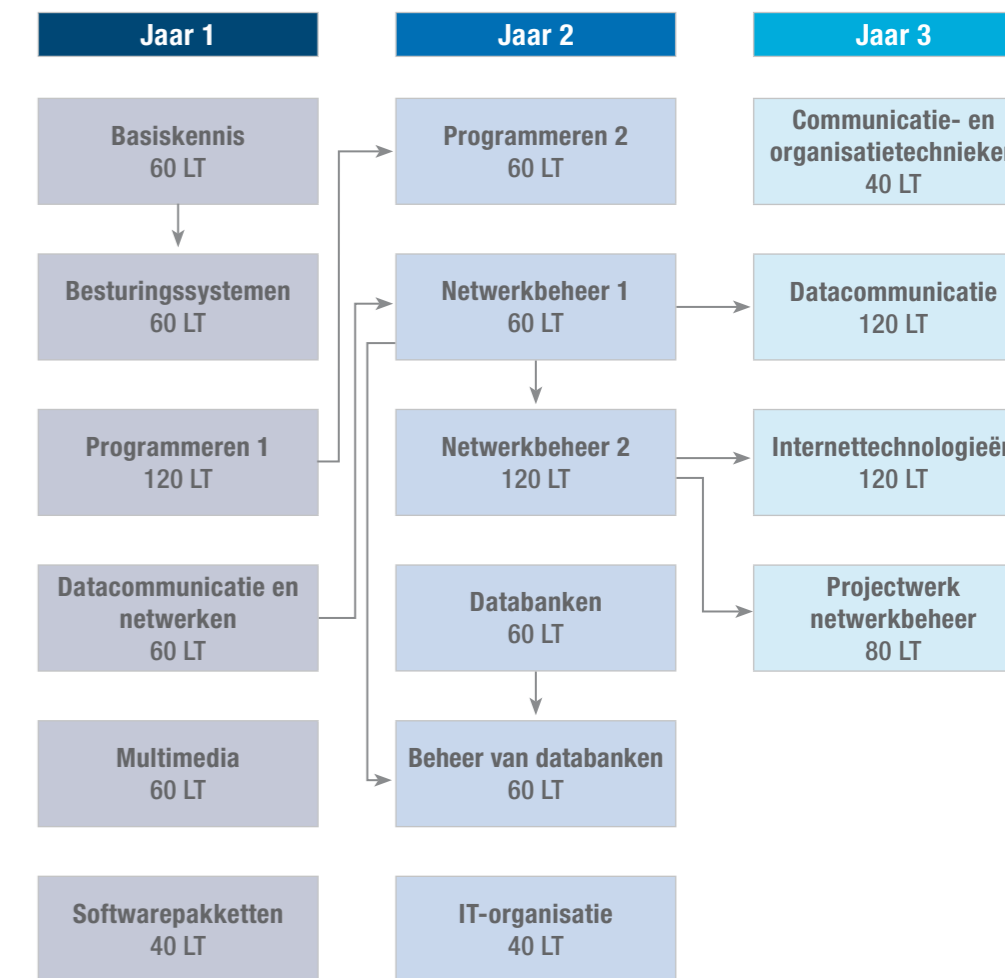 Jaar 1
Basiskennis
60 LT
Besturingssystemen
60 LT
Programmeren 1
120 LT
Datacommunicatie en
netwerken
60 LT
Multimedia
60 LT
Softwarepakketten
40 LT
Jaar 2
Programmeren 2
60 LT
Netwerkbeheer 1
60 LT
Netwerkbeheer 2
120 LT
Databanken
60 LT
Beheer van databanken
60 LT
IT-organisatie
40 LT
Jaar 3
Communicatie- en
organisatietechnieken
40 LT
Datacommunicatie
120 LT
Internettechnologieën
120 LT
Projectwerk
netwerkbeheer
80 LT